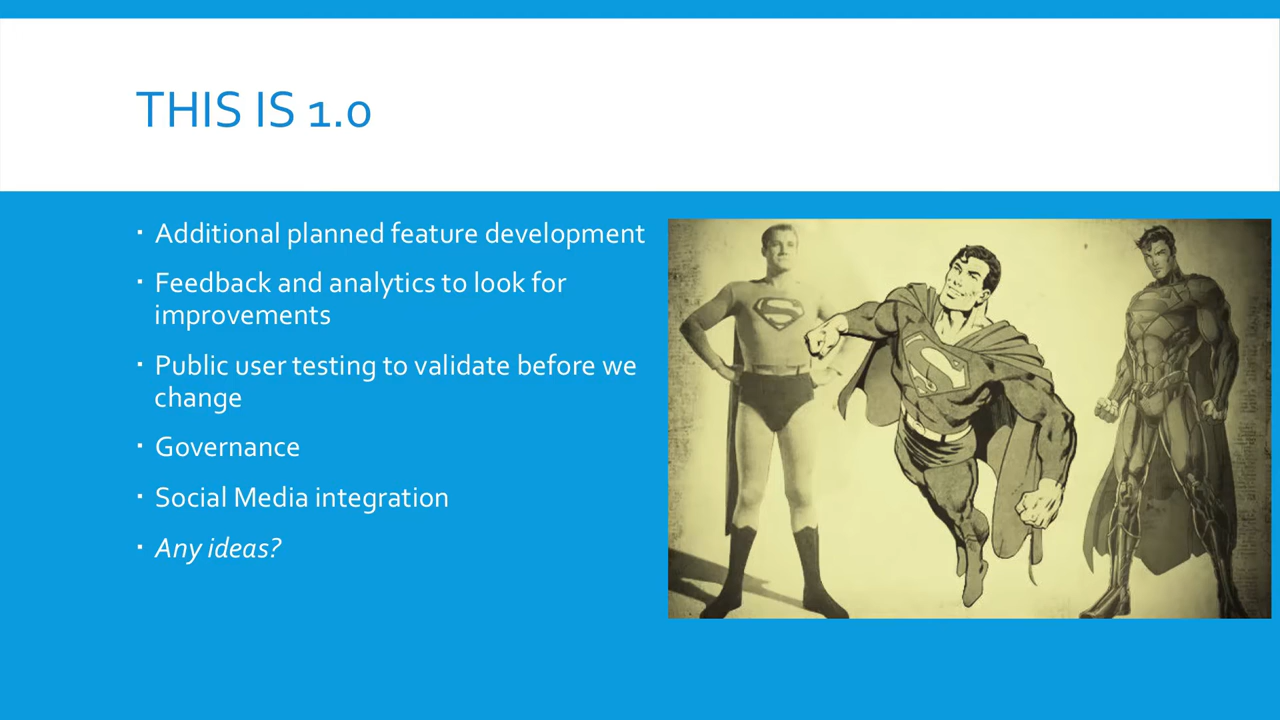 THIS IS 1.0
▪ Additional planned feature development
▪ Feedback and analytics to look for
improvements
▪ Public user testing to validate before we
change
▪ Governance
▪ Social Media integration
▪ Any ideas?